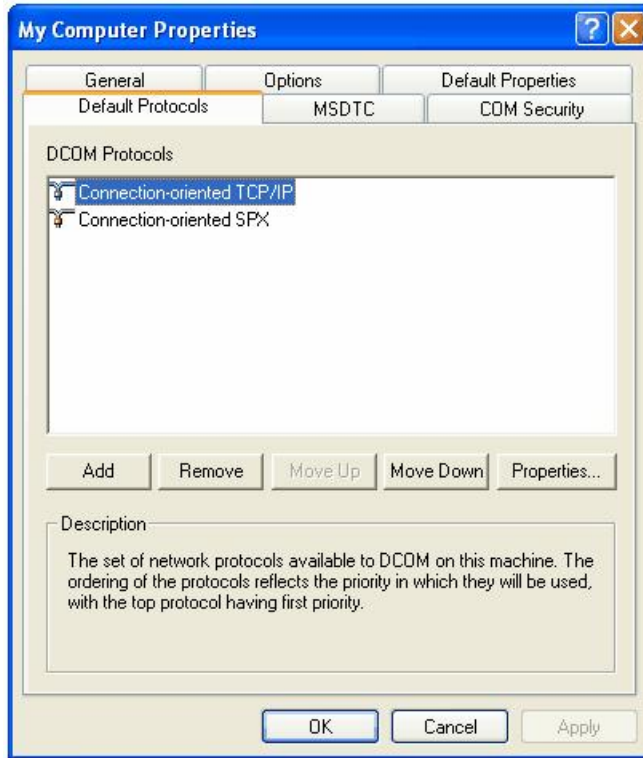 My Computer Properties
General Options Default Properties
Default Protocols MSDTC COM Security
DCOM Protocols
Connection-oriented TCP/IP
Connection-oriented SPX
Add Remove Move Up Move Down Properties...
Description
The set of network protocols available to DCOM on this machine. The
ordering of the protocols reflects the priority in which they will be used,
with the top protocol having first priority.
OK Cancel Apply